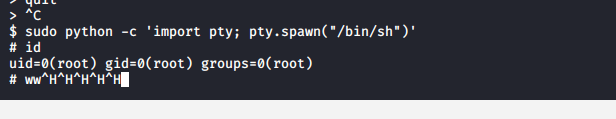 > quit
> ^C
$ sudo python -c 'import pty; pty.spawn("/bin/sh")'
# id
uid=0(root) gid=0(root) groups=0(root)
# ww^H^H^H^H^H